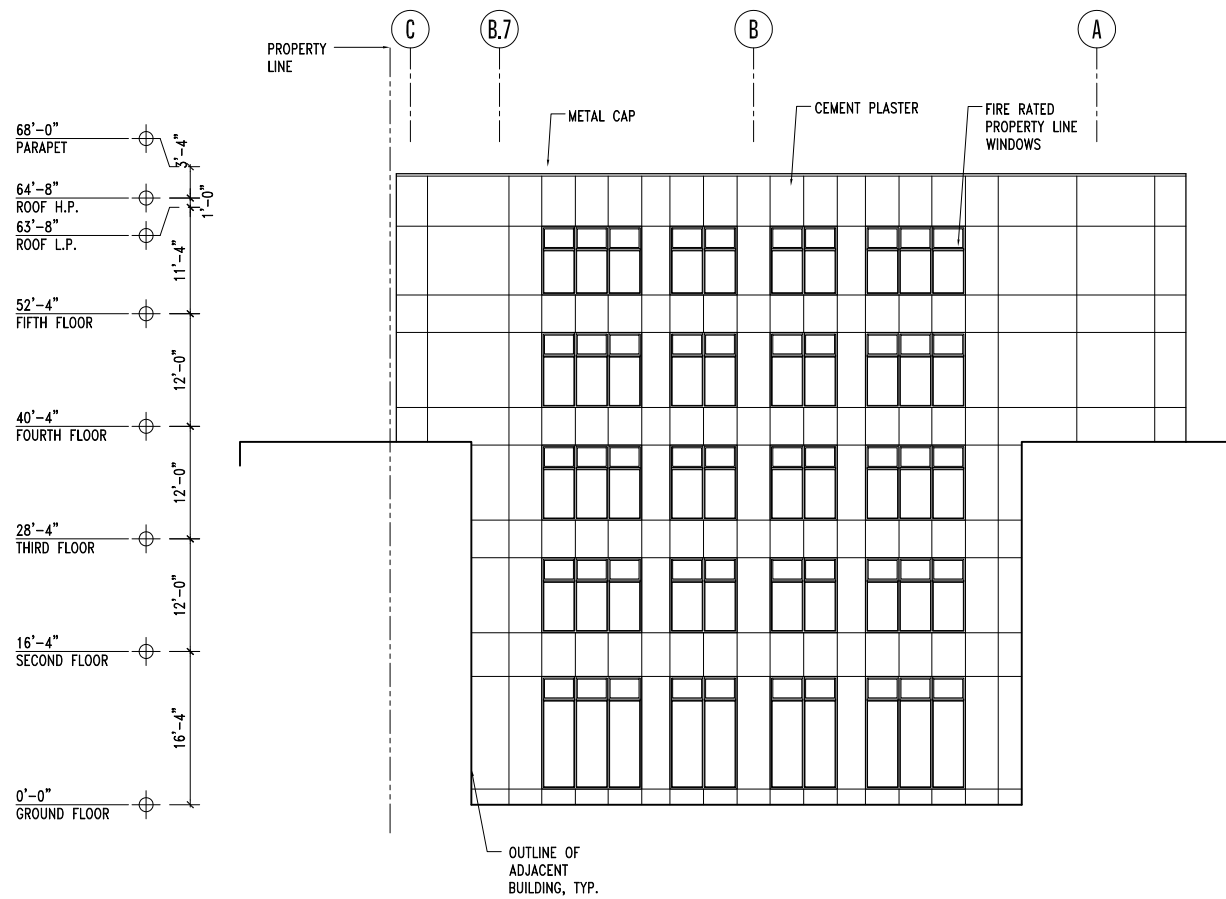 C
B.7
B
A
PROPERTY
LINE
METAL CAP
CEMENT PLASTER
FIRE RATED
PROPERTY LINE
WINDOWS
68'-0"
PARAPET
3'-4"
64'-8"
ROOF H.P.
1'-0"
63'-8"
ROOF L.P.
11'-4"
52'-4"
FIFTH FLOOR
12'-0"
40'-4"
FOURTH FLOOR
12'-0"
28'-4"
THIRD FLOOR
12'-0"
16'-4"
SECOND FLOOR
16'-4"
0'-0"
GROUND FLOOR
OUTLINE OF
ADJACENT
BUILDING, TYP.